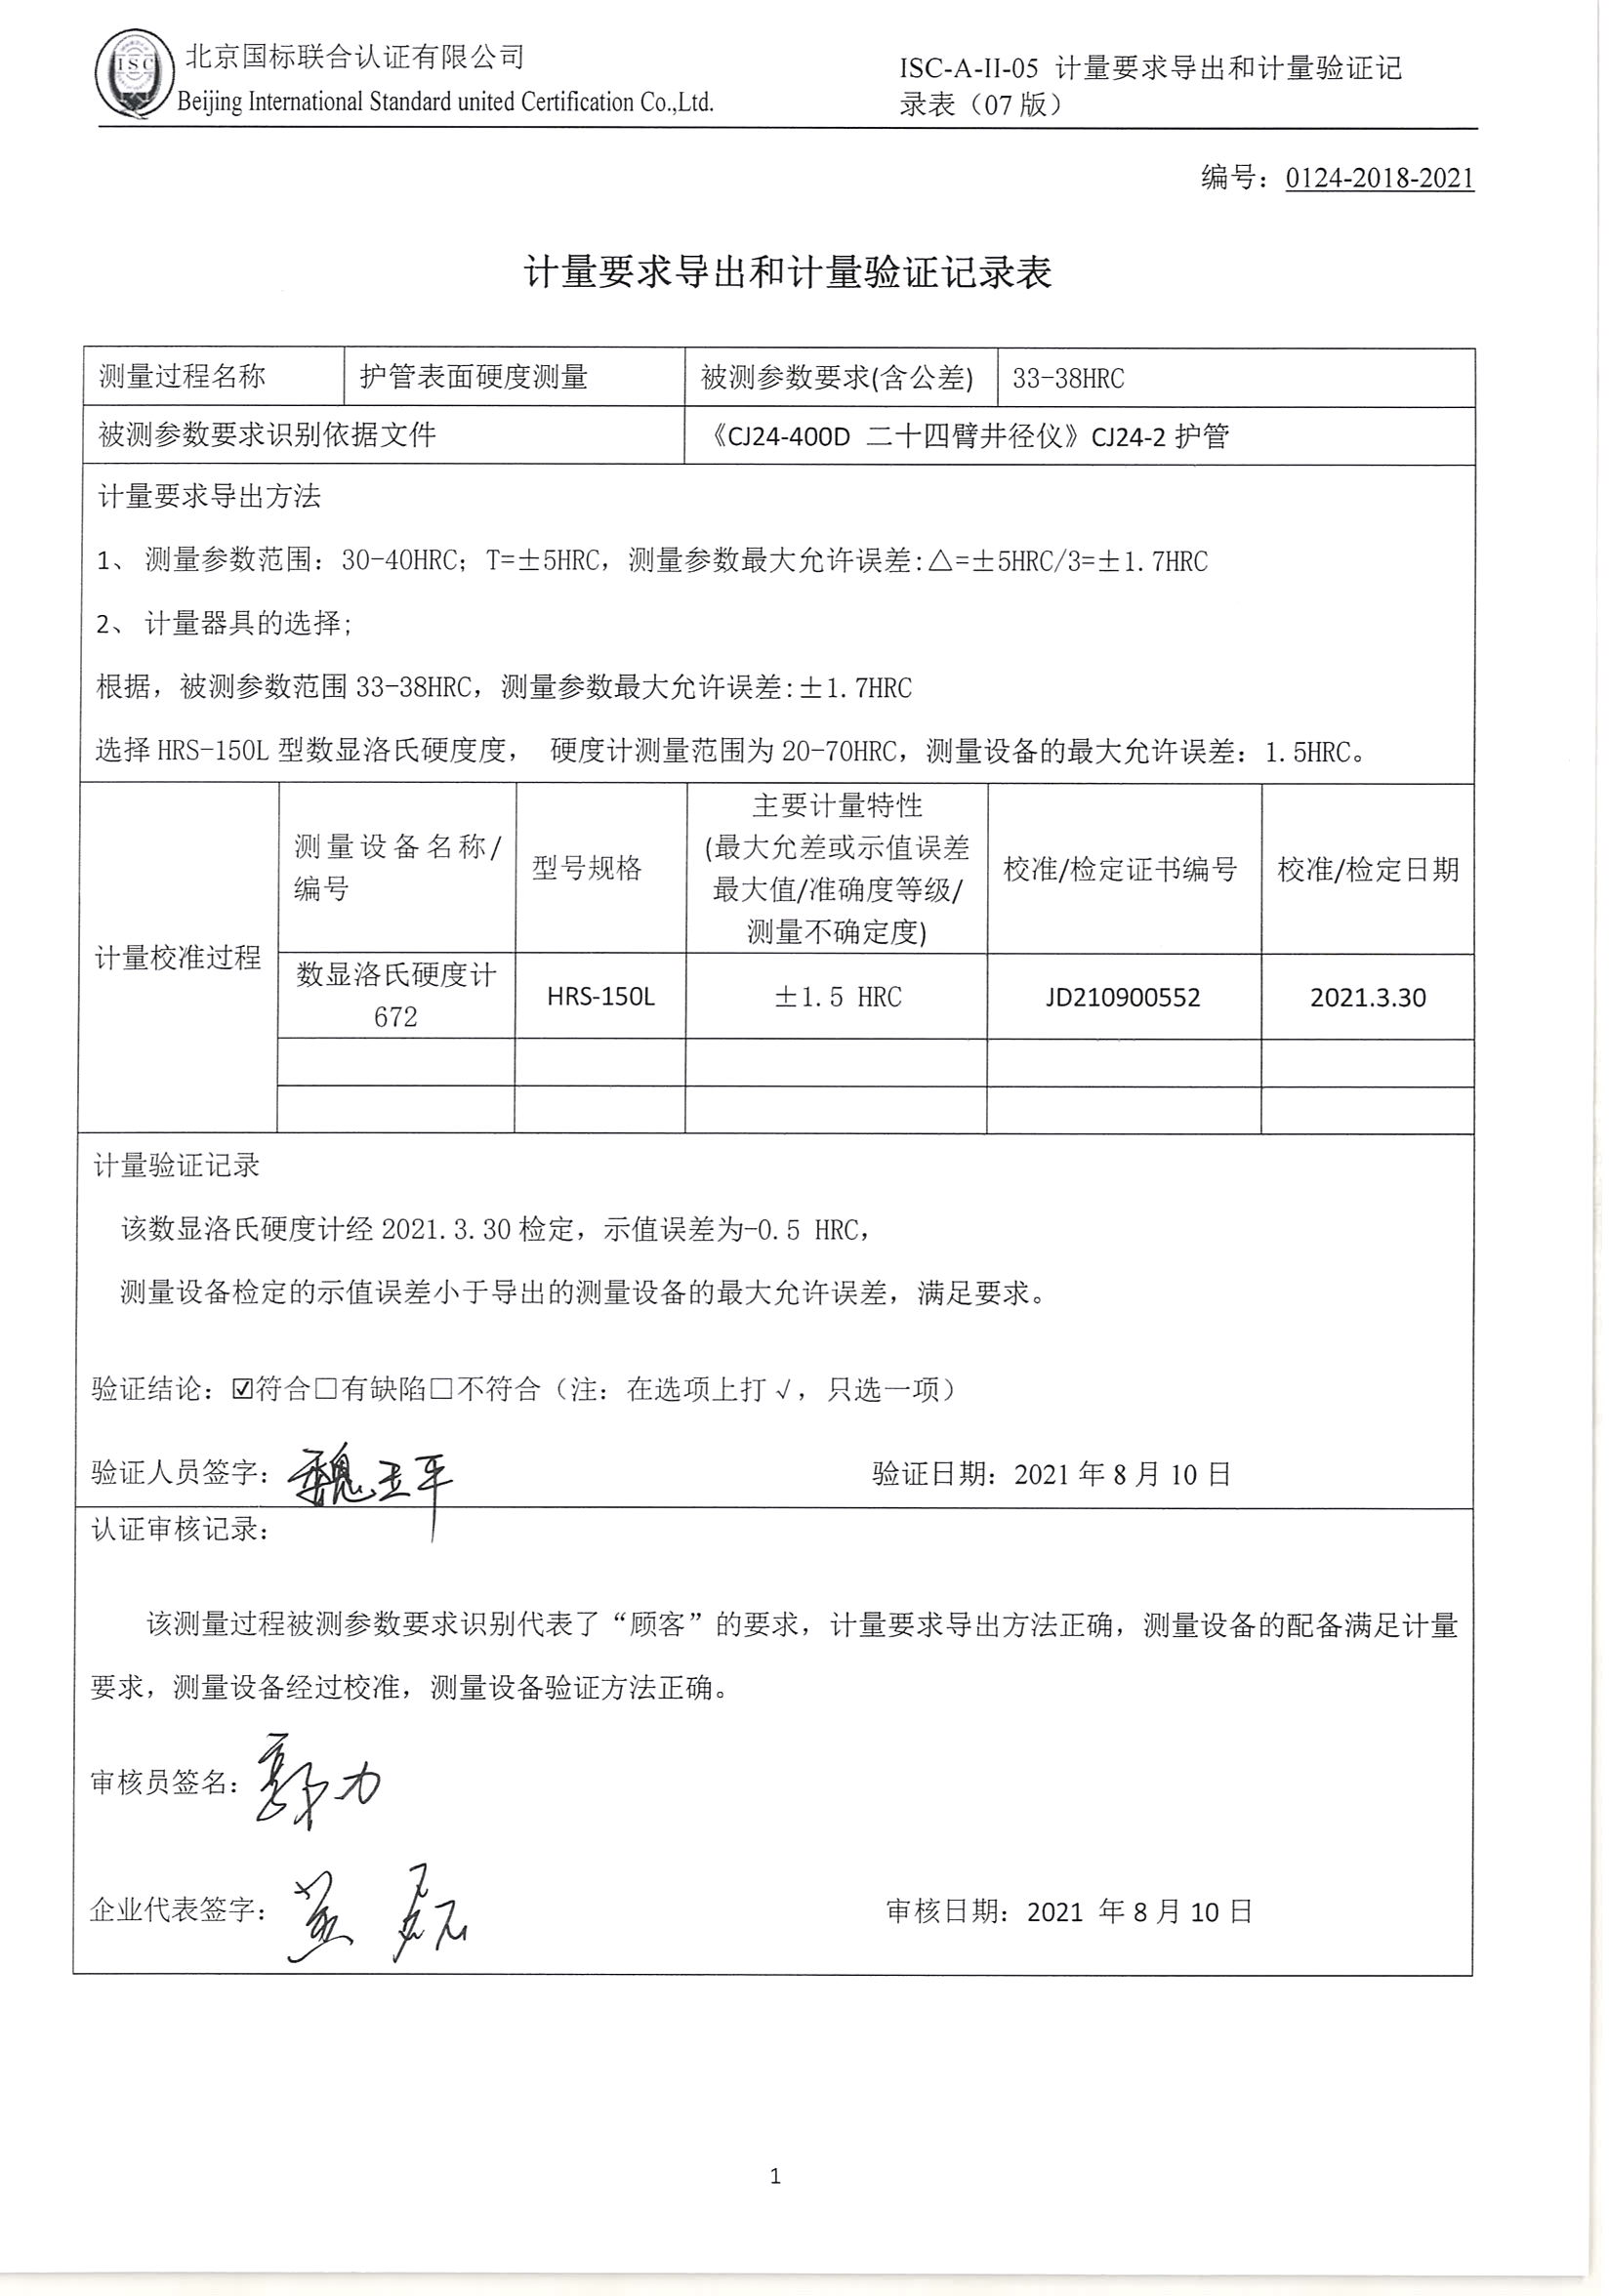 ISC
北京国标联合认证有限公司
Beijing International Standard united Certification Co.,Ltd.
ISC-A-II-05 计量要求导出和计量验证记
录表（07 版）
编号：0124-2018-2021
计量要求导出和计量验证记录表
测量过程名称 护管表面硬度测量 被测参数要求(含公差) 33-38HRC
被测参数要求识别依据文件 《CJ24-400D 二十四臂井径仪》CJ24-2 护管
计量要求导出方法
1、 测量参数范围：30-40HRC；T=±5HRC，测量参数最大允许误差:△=±5HRC/3=±1.7HRC
2、 计量器具的选择;
根据，被测参数范围 33-38HRC，测量参数最大允许误差:±1.7HRC
选择 HRS-150L 型数显洛氏硬度度， 硬度计测量范围为 20-70HRC，测量设备的最大允许误差：1.5HRC。
计量校准过程
测量设备名称/
编号
型号规格
主要计量特性
(最大允差或示值误差
最大值/准确度等级/
测量不确定度)
校准/检定证书编号
校准/检定日期
数显洛氏硬度计
672
HRS-150L
±1.5 HRC
JD210900552
2021.3.30
计量验证记录
该数显洛氏硬度计经 2021.3.30 检定，示值误差为-0.5 HRC，
测量设备检定的示值误差小于导出的测量设备的最大允许误差，满足要求。
验证结论：☑符合□有缺陷□不符合（注：在选项上打√，只选一项）
验证人员签字： 验证日期：2021 年 8 月 10 日
认证审核记录：
该测量过程被测参数要求识别代表了“顾客”的要求，计量要求导出方法正确，测量设备的配备满足计量
要求，测量设备经过校准，测量设备验证方法正确。
审核员签名：郭力
企业代表签字： 审核日期：2021 年 8 月 10 日
1